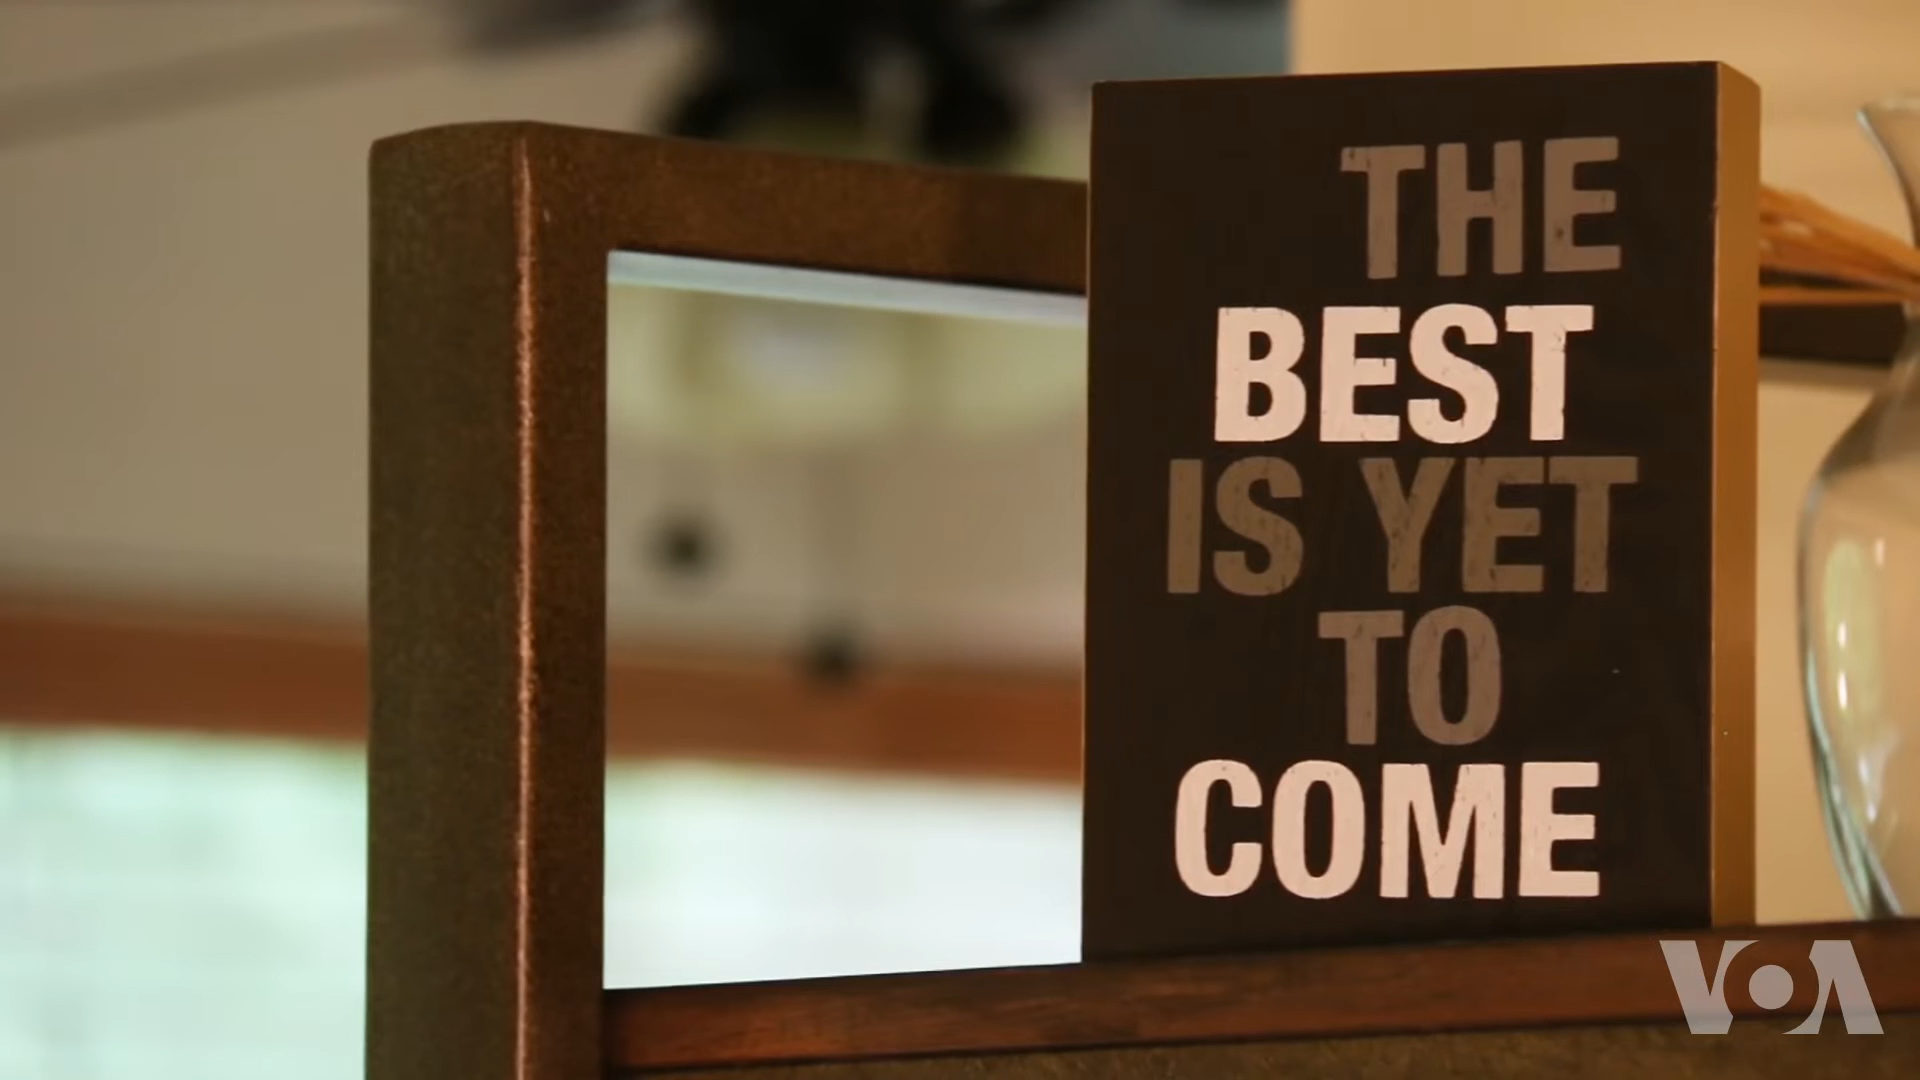 THE
BEST
IS YET
TO
COME
VOA